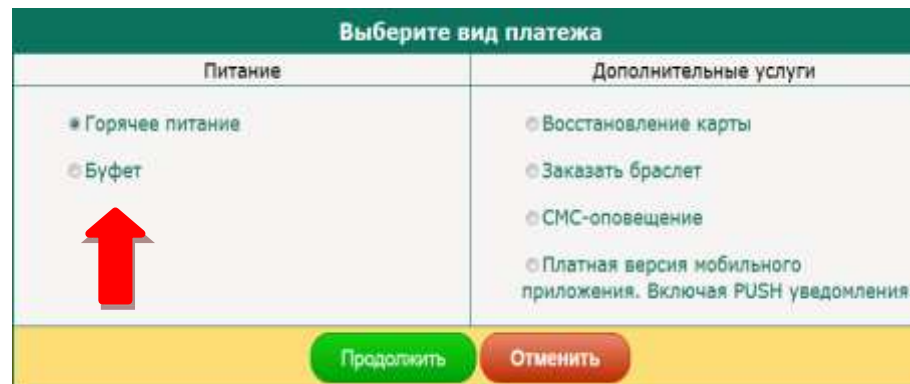 Выберите вид платежа
Питание
Дополнительные услуги
Горячее питание
Буфет
Восстановление карты
Заказать браслет
СМС-оповещение
Платная версия мобильного
приложения. Включая PUSH уведомления
Продолжить
Отменить